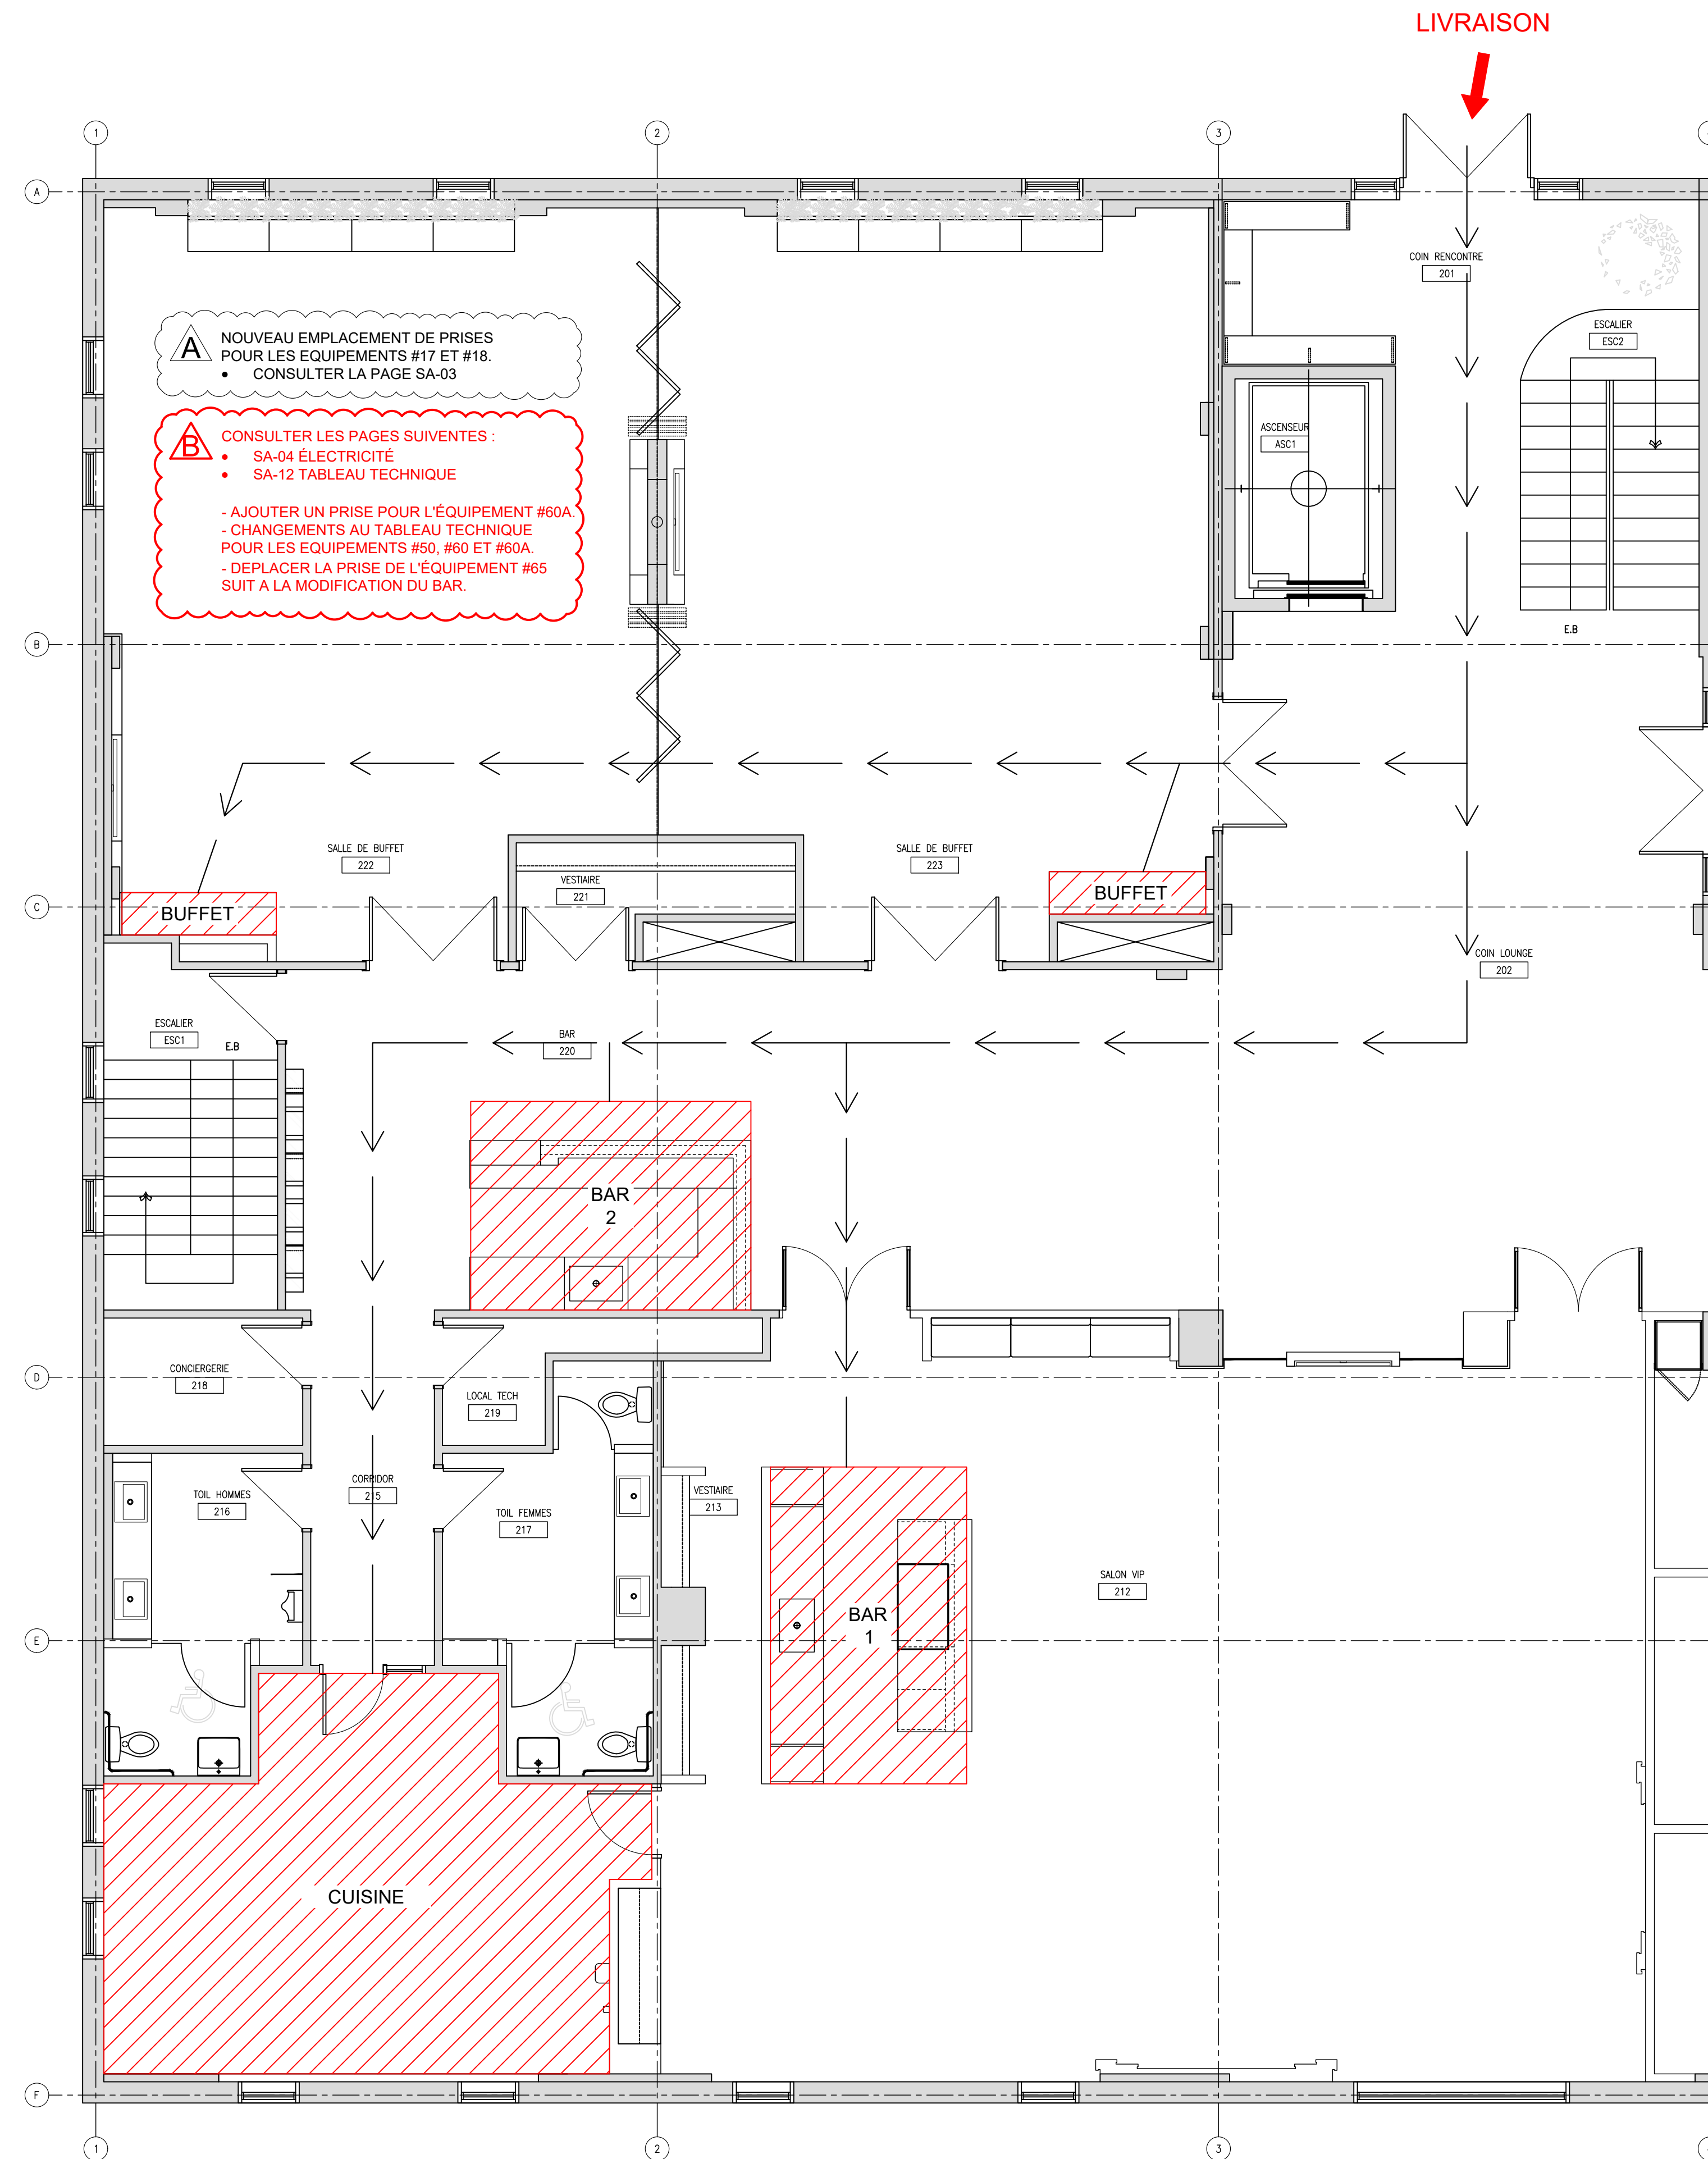 LIVRAISON
1
2
3
A
COIN RENCONTRE
201
ESCALIER
ESC2
A
NOUVEAU EMPLACEMENT DE PRISES
POUR LES EQUIPEMENTS #17 ET #18.
• CONSULTER LA PAGE SA-03
B
CONSULTER LES PAGES SUIVENTES :
• SA-04 ÉLECTRICITÉ
• SA-12 TABLEAU TECHNIQUE
- AJOUTER UN PRISE POUR L'ÉQUIPEMENT #60A.
- CHANGEMENTS AU TABLEAU TECHNIQUE
POUR LES EQUIPEMENTS #50, #60 ET #60A.
- DEPLACER LA PRISE DE L'ÉQUIPEMENT #65
SUIT A LA MODIFICATION DU BAR.
ASCENSEUR
ASC1
E.B
B
SALLE DE BUFFET
222
VESTIAIRE
221
SALLE DE BUFFET
223
BUFFET
BUFFET
C
COIN LOUNGE
202
ESCALIER
ESC1
E.B
BAR
220
BAR
2
CONCIERGERIE
218
D
LOCAL TECH
219
CORRIDOR
215
TOIL HOMMES
216
TOIL FEMMES
217
VESTIAIRE
213
SALON VIP
212
BAR
1
E
CUISINE
F
1
2
3